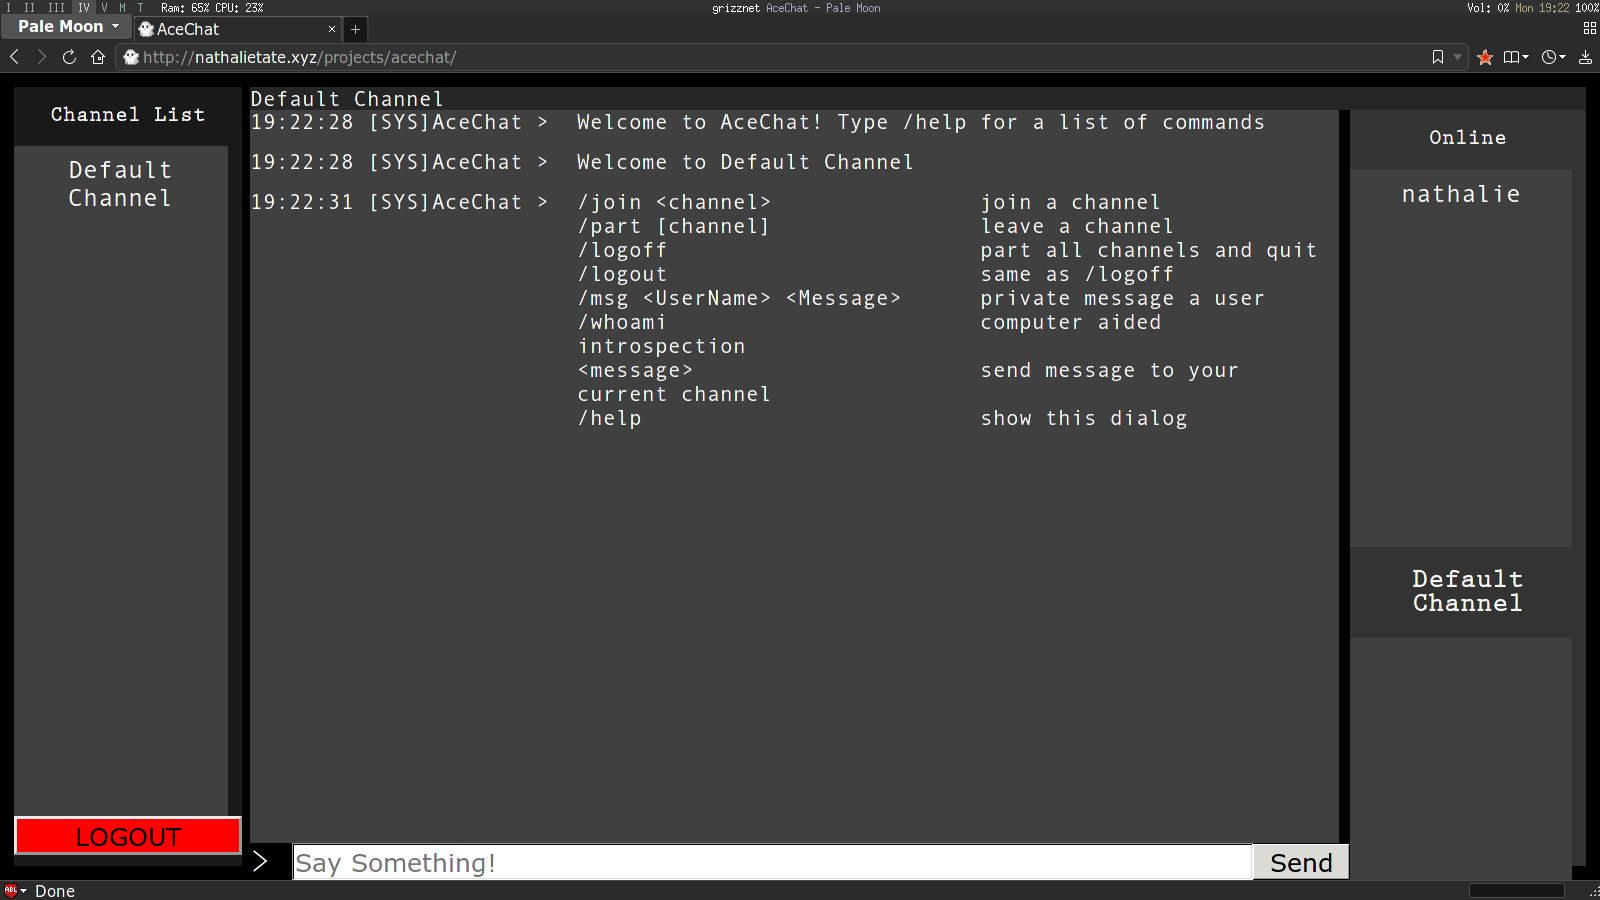 I II III IV V M T Ram: 65% CPU: 23% grizznet AceChat - Pale Moon Vol: 0% Mon 19:22 100%
Pale Moon AceChat × +
http://nathalietate.xyz/projects/acechat/
Channel List
Default
Channel
LOGOUT
Default Channel
19:22:28 [SYS]AceChat > Welcome to AceChat! Type /help for a list of commands
19:22:28 [SYS]AceChat > Welcome to Default Channel
19:22:31 [SYS]AceChat > /join <channel> join a channel
/part [channel] leave a channel
/logoff part all channels and quit
/logout same as /logoff
/msg <UserName> <Message> private message a user
/whoami computer aided
introspection
<message> send message to your
current channel
/help show this dialog
> Say Something! Send
Online
nathalie
Default
Channel
ABL Done